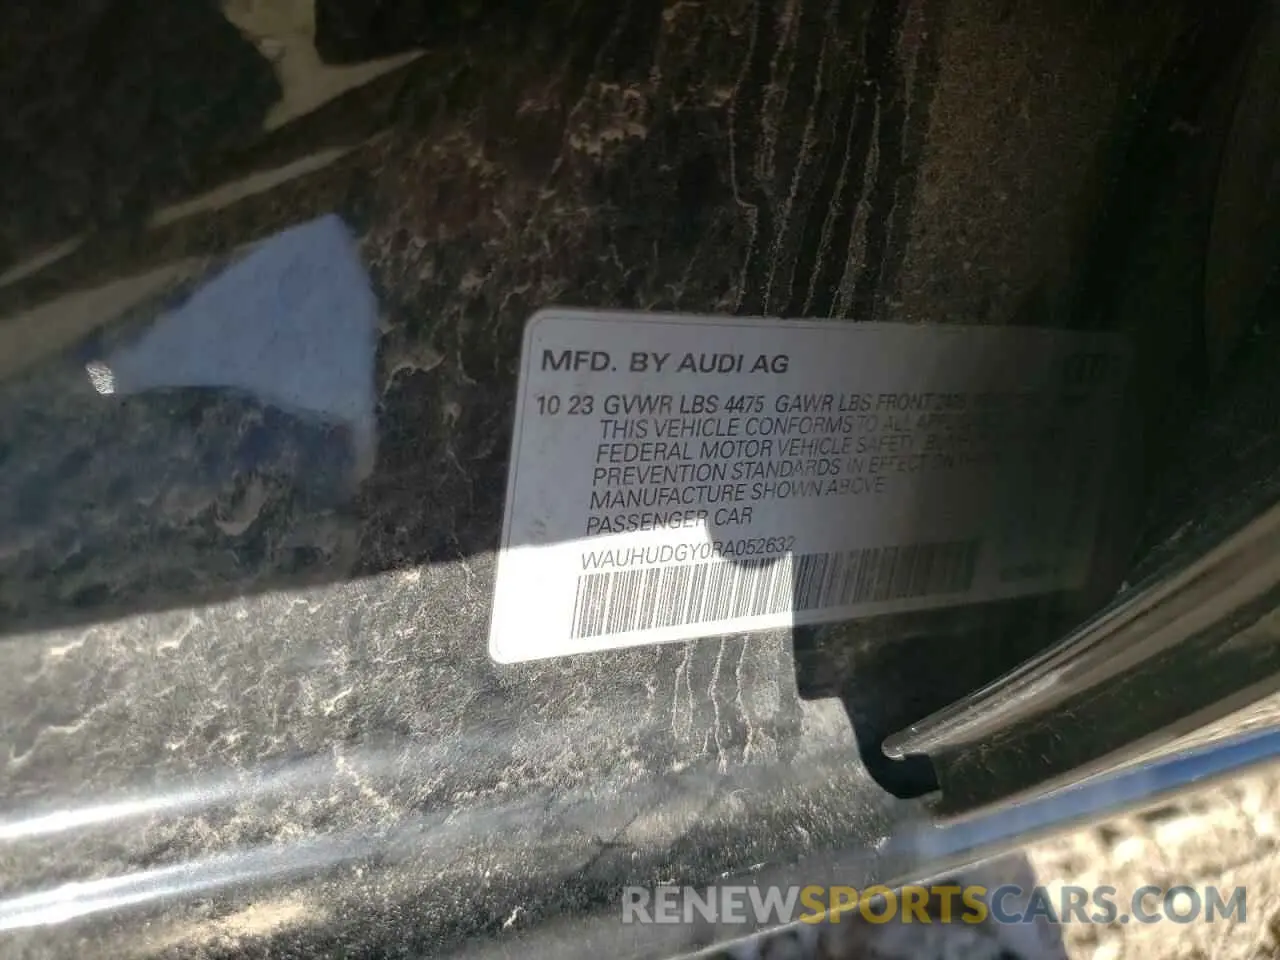 MFD. BY AUDI AG
10 23 GVWR LBS 4475 GAWR LBS FRONT
THIS VEHICLE CONFORMS TO ALL
FEDERAL MOTOR VEHICLE SAFETY
PREVENTION STANDARDS IN EFFECT ON
MANUFACTURE SHOWN ABOVE
PASSENGER CAR
WAUHUDGY0RA052632
RENEWSPORTSCARS.COM